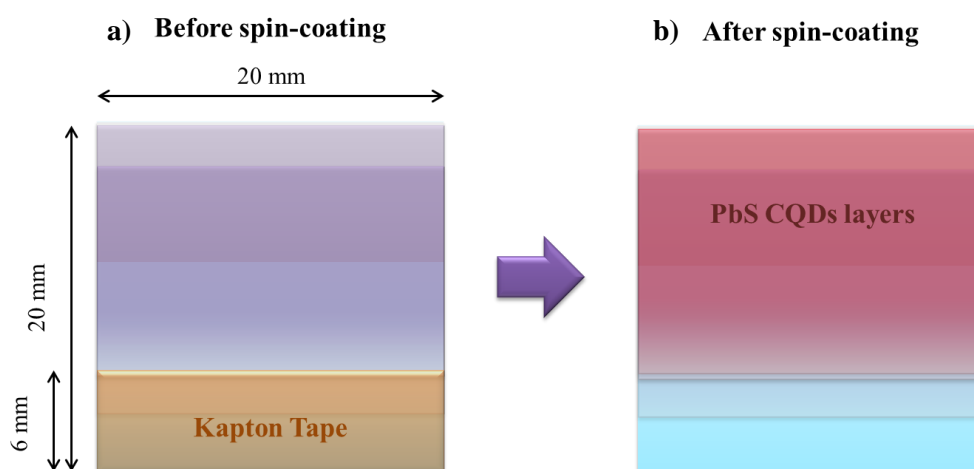 a) Before spin-coating
20 mm
20 mm
6 mm
Kapton Tape
b) After spin-coating
PbS CQDs layers